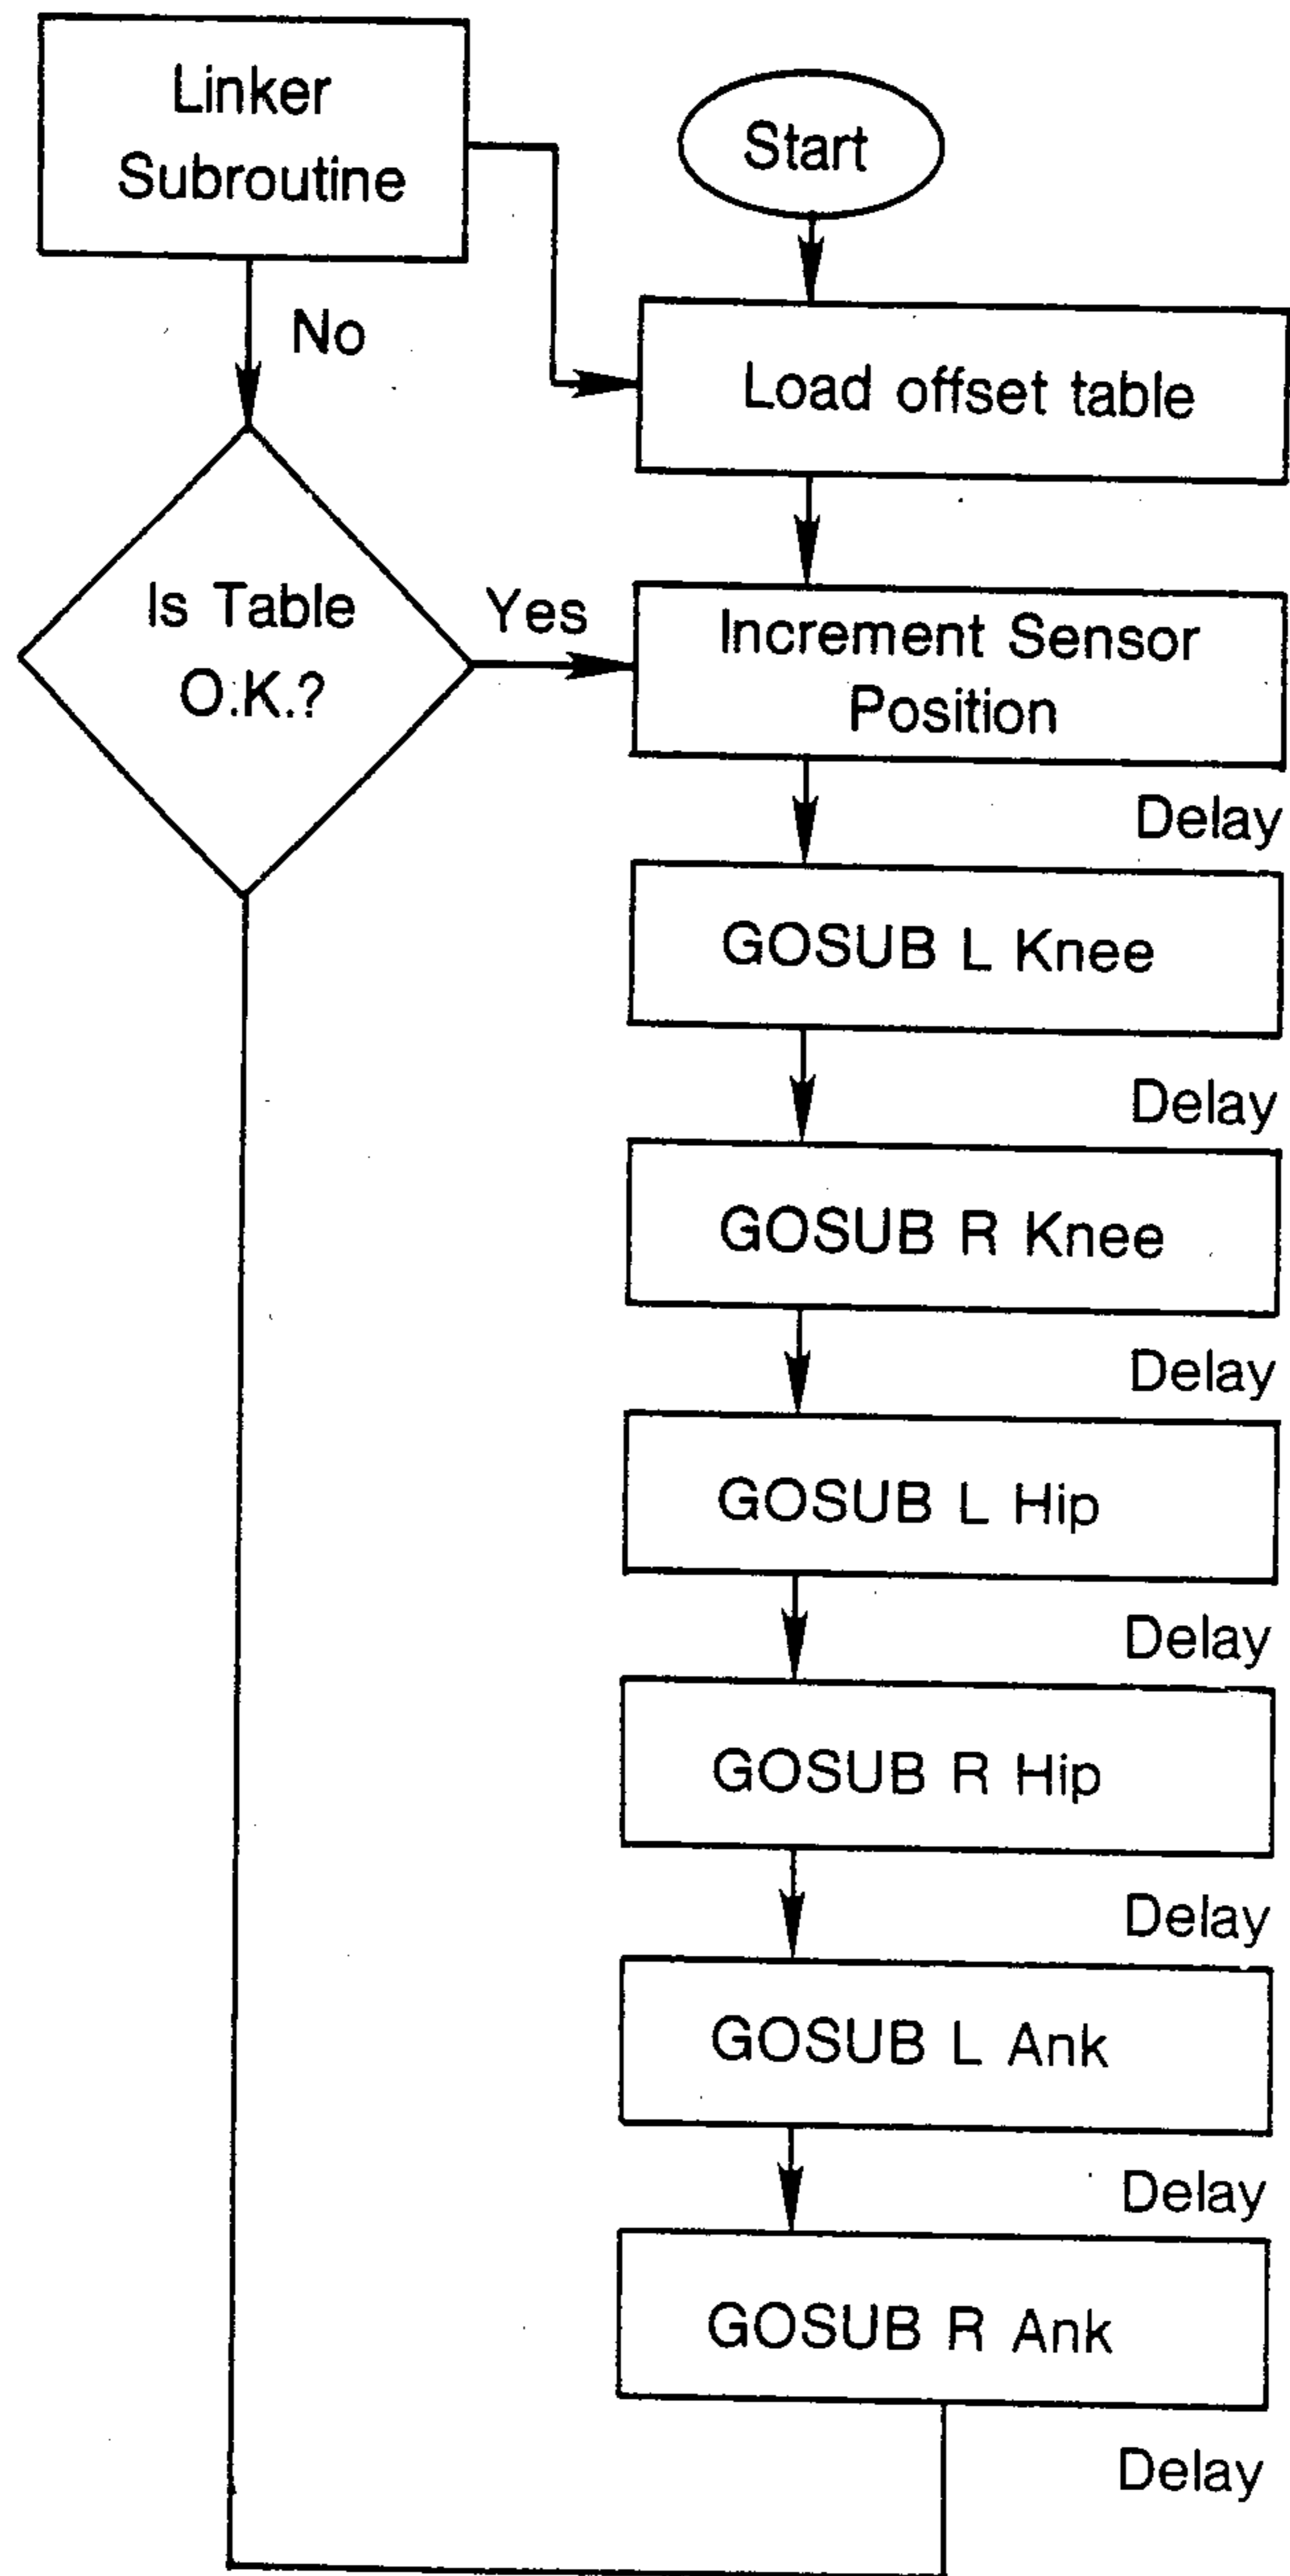 Linker
Subroutine
Start
No
Load offset table
Is Table
O.K.?
Yes
Increment Sensor
Position
Delay
GOSUB L Knee
Delay
GOSUB R Knee
Delay
GOSUB L Hip
Delay
GOSUB R Hip
Delay
GOSUB L Ank
Delay
GOSUB R Ank
Delay